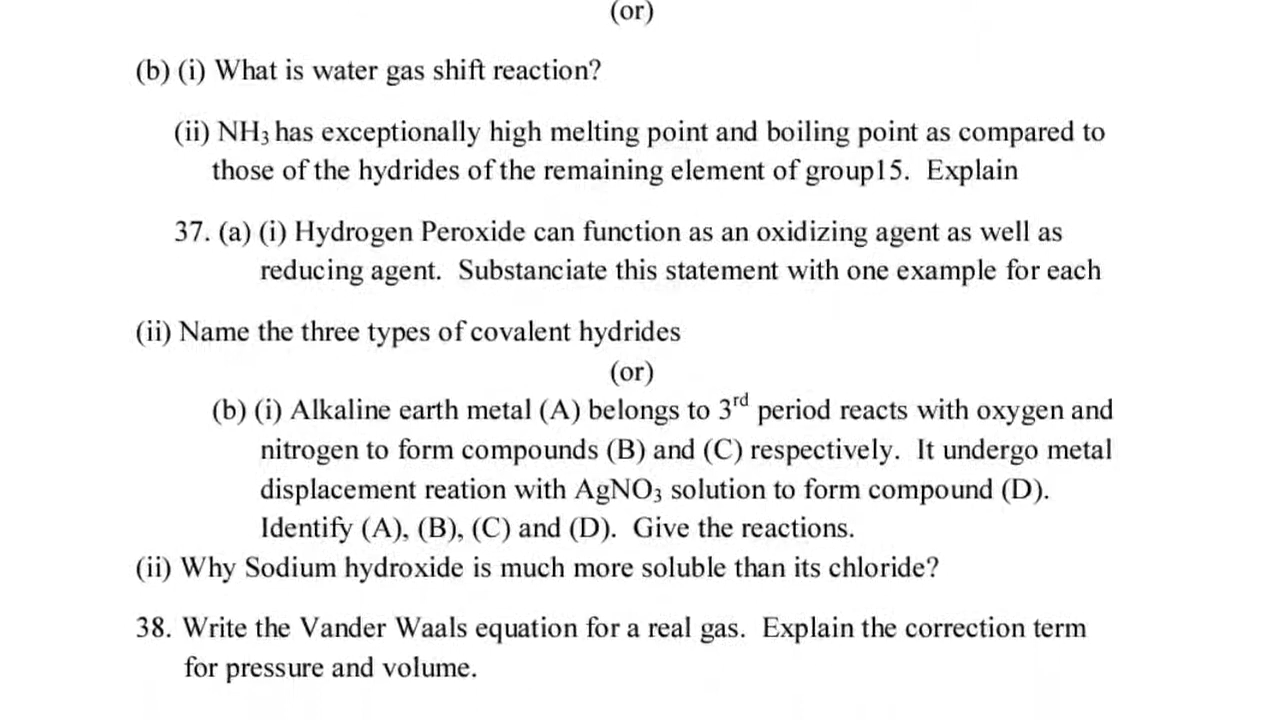 (or)
(b) (i) What is water gas shift reaction?
(ii) NH₃ has exceptionally high melting point and boiling point as compared to
those of the hydrides of the remaining element of group15. Explain
37. (a) (i) Hydrogen Peroxide can function as an oxidizing agent as well as
reducing agent. Substanciate this statement with one example for each
(ii) Name the three types of covalent hydrides
(or)
(b) (i) Alkaline earth metal (A) belongs to 3ʳᵈ period reacts with oxygen and
nitrogen to form compounds (B) and (C) respectively. It undergo metal
displacement reation with AgNO₃ solution to form compound (D).
Identify (A), (B), (C) and (D). Give the reactions.
(ii) Why Sodium hydroxide is much more soluble than its chloride?
38. Write the Vander Waals equation for a real gas. Explain the correction term
for pressure and volume.